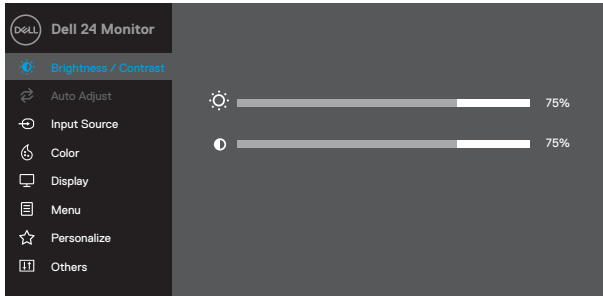 DELL Dell 24 Monitor
Brightness / Contrast
Auto Adjust
75%
Input Source
75%
Color
Display
Menu
Personalize
Others